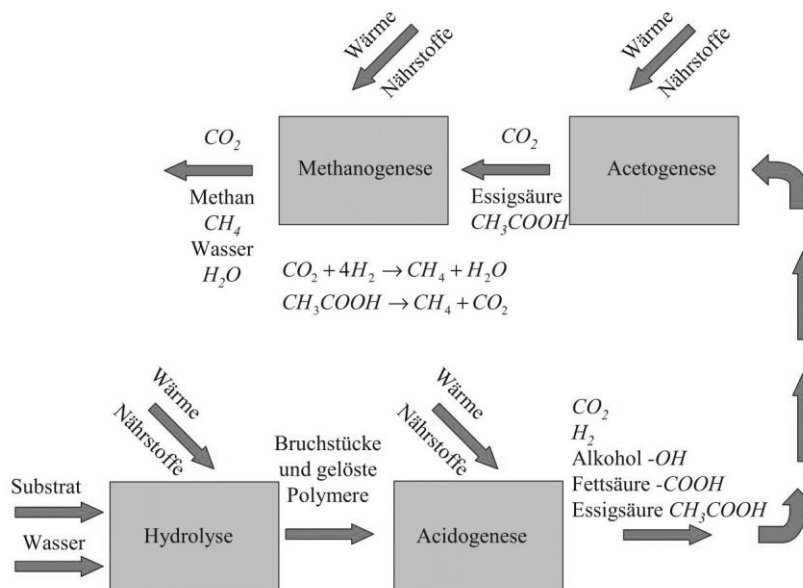 Wärme
Nährstoffe
Wärme
Nährstoffe
CO₂
Methanogenese
CO₂
Acetogenese
Methan
CH₄
Wasser
H₂O
Essigsäure
CH₃COOH
CO₂ + 4H₂ → CH₄ + H₂O
CH₃COOH → CH₄ + CO₂
Wärme
Nährstoffe
Wärme
Nährstoffe
Substrat
Wasser
Hydrolyse
Bruchstücke
und gelöste
Polymere
Acidogenese
CO₂
H₂
Alkohol -OH
Fettsäure -COOH
Essigsäure CH₃COOH